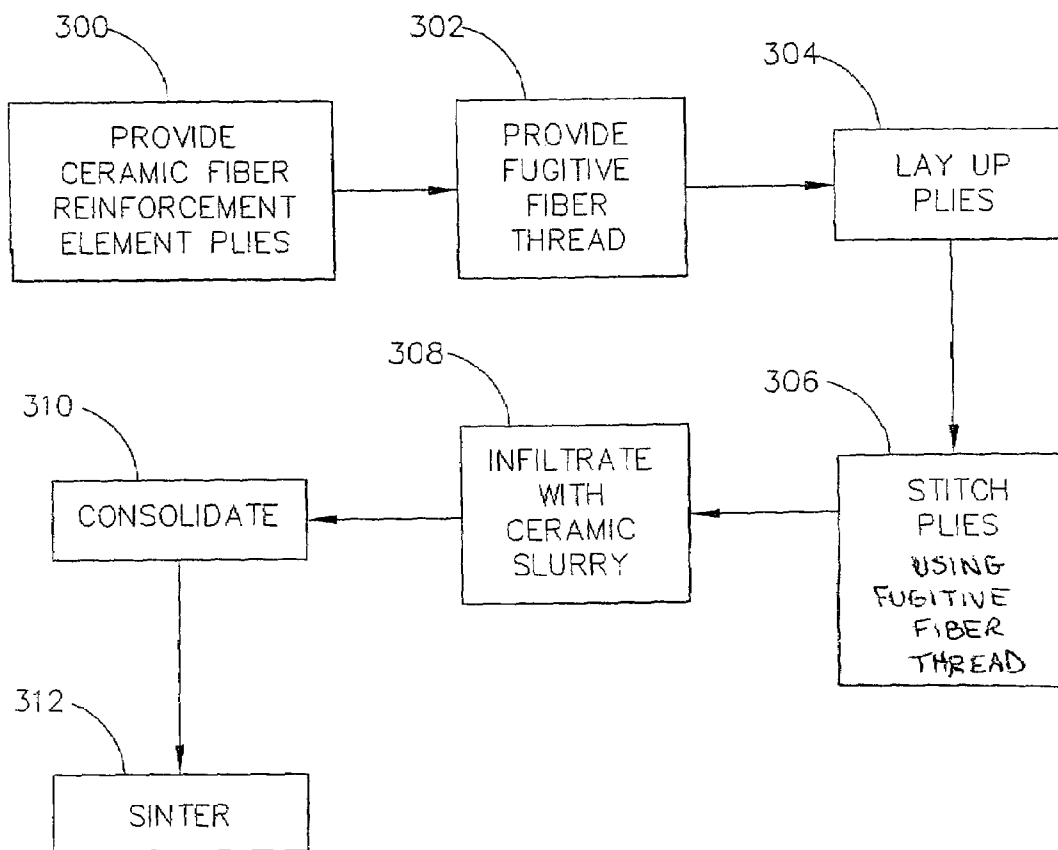 300
PROVIDE
CERAMIC FIBER
REINFORCEMENT
ELEMENT PLIES
302
PROVIDE
FUGITIVE
FIBER
THREAD
304
LAY UP
PLIES
306
STITCH
PLIES
USING
FUGITIVE
FIBER
THREAD
308
INFILTRATE
WITH
CERAMIC
SLURRY
310
CONSOLIDATE
312
SINTER